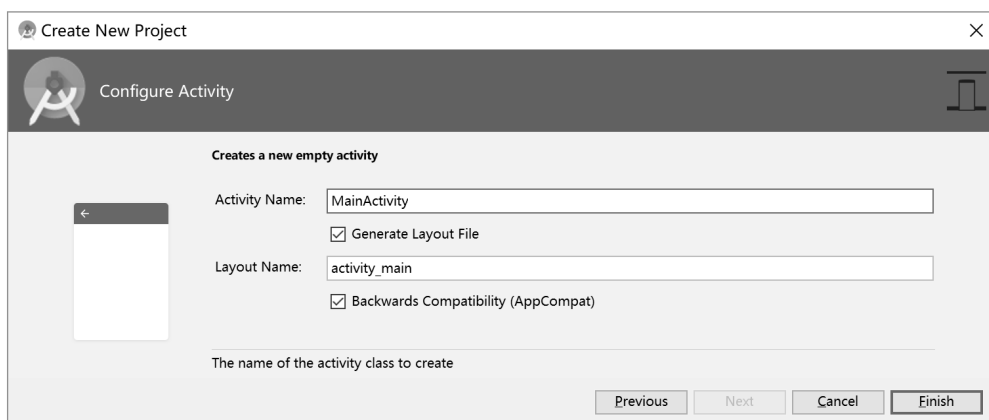 Create New Project
Configure Activity
Creates a new empty activity
Activity Name: MainActivity
Generate Layout File
Layout Name: activity_main
Backwards Compatibility (AppCompat)
The name of the activity class to create
Previous Next Cancel Finish